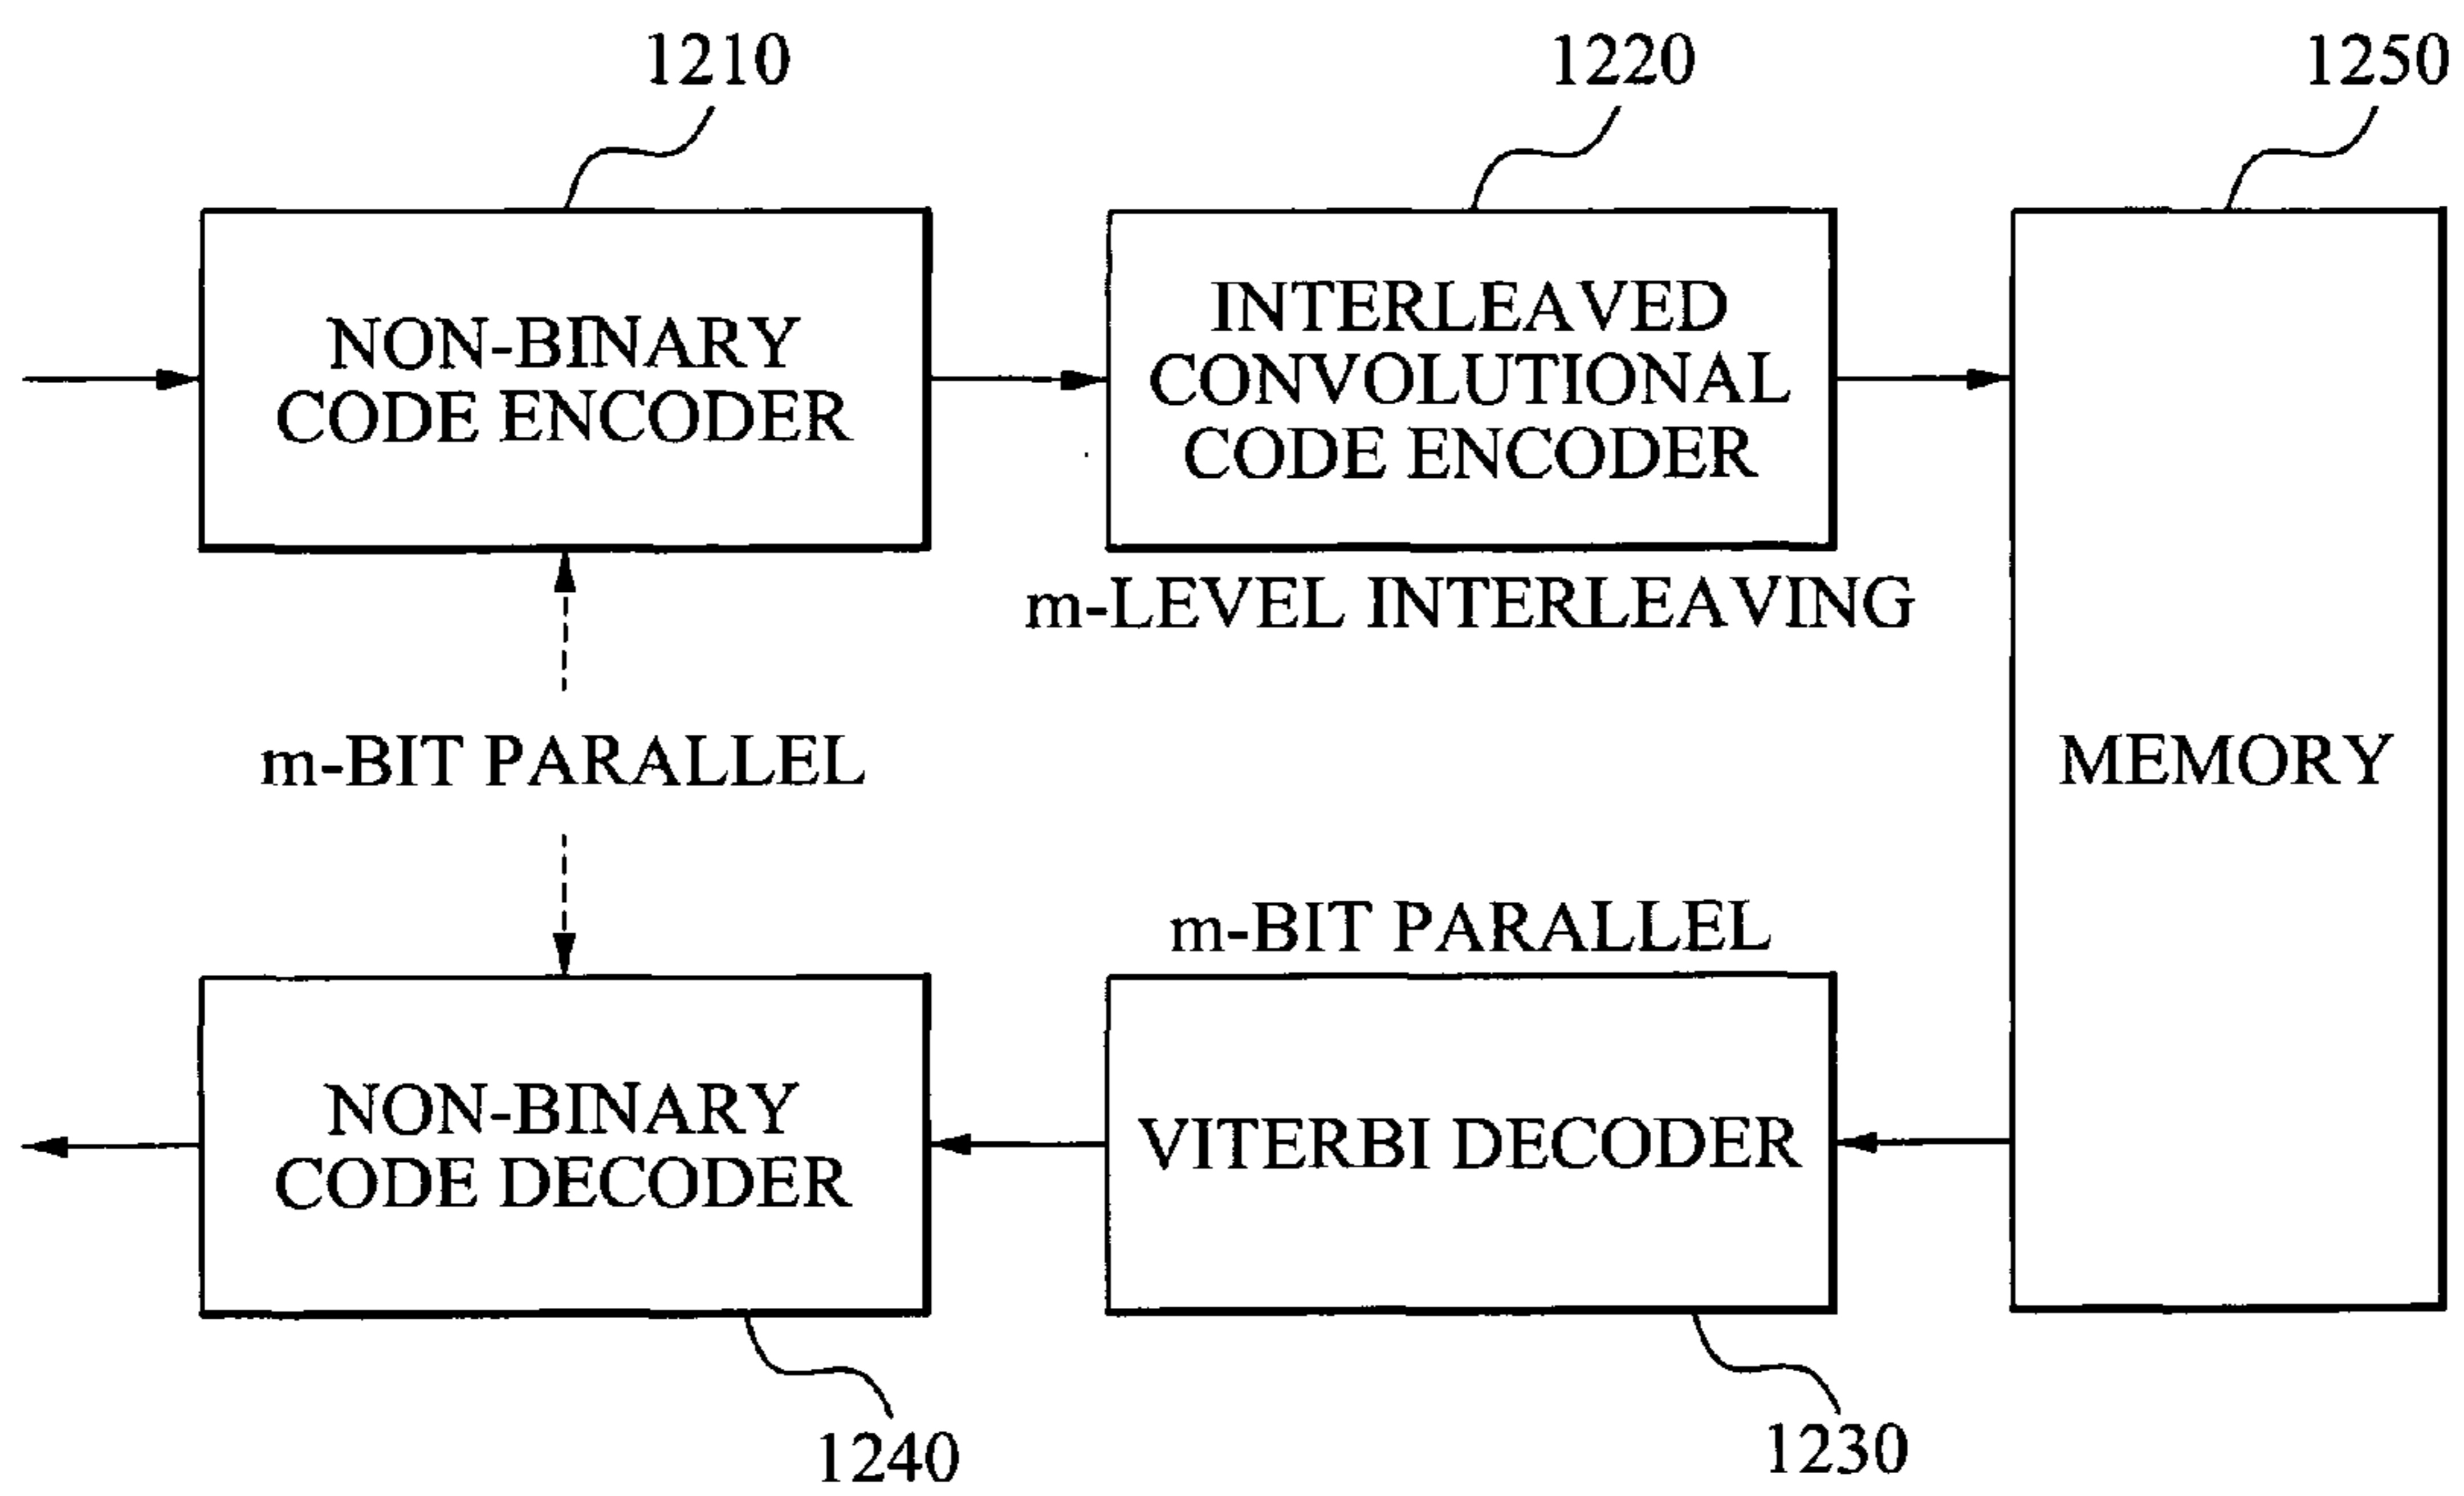 1210
1220
1250
NON-BINARY
CODE ENCODER
INTERLEAVED
CONVOLUTIONAL
CODE ENCODER
m-LEVEL INTERLEAVING
m-BIT PARALLEL
MEMORY
m-BIT PARALLEL
NON-BINARY
CODE DECODER
VITERBI DECODER
1240
1230